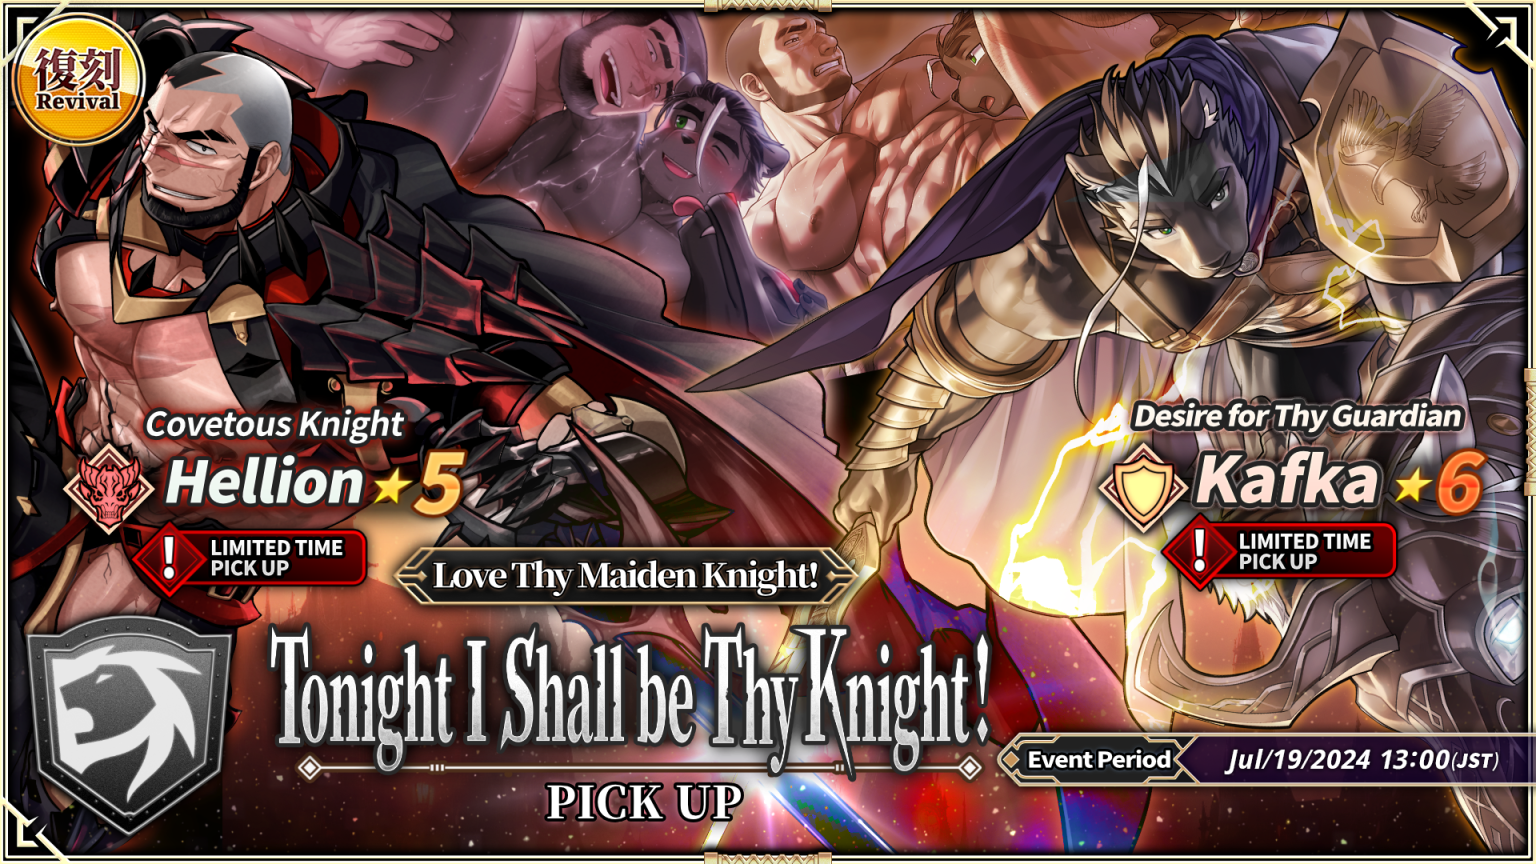 復刻
Revival
Covetous Knight
Hellion ★5
LIMITED TIME
PICK UP
Desire for Thy Guardian
Kafka ★6
LIMITED TIME
PICK UP
Love Thy Maiden Knight!
Tonight I Shall be Thy Knight!
PICK UP
Event Period
Jul/19/2024 13:00(JST)